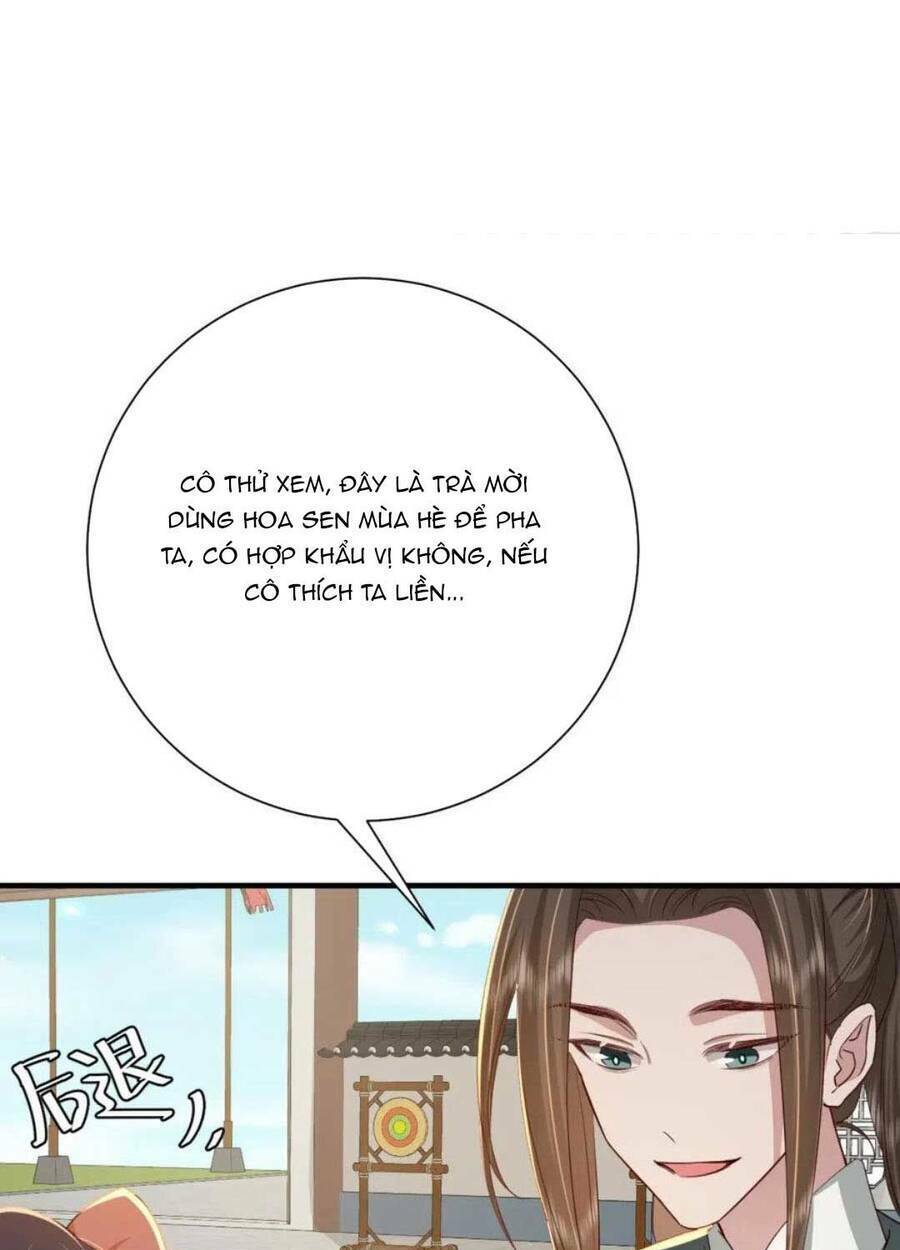 CÔ THỬ XEM, ĐÂY LÀ TRÀ MỜI
DÙNG HOA SEN MÙA HÈ ĐỂ PHA
TA, CÓ HỢP KHẨU VỊ KHÔNG, NẾU
CÔ THÍCH TA LIỀN...
后退,